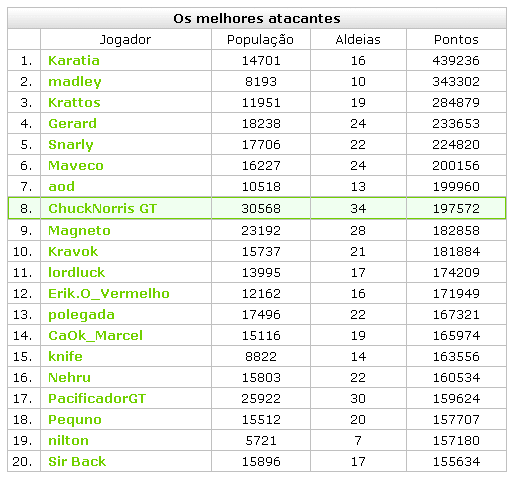 Os melhores atacantes
Jogador População Aldeias Pontos
1. Karatia 14701 16 439236
2. madley 8193 10 343302
3. Krattos 11951 19 284879
4. Gerard 18238 24 233653
5. Snarly 17706 22 224820
6. Maveco 16227 24 200156
7. aod 10518 13 199960
8. ChuckNorris GT 30568 34 197572
9. Magneto 23192 28 182858
10. Kravok 15737 21 181884
11. lordluck 13995 17 174209
12. Erik.O_Vermelho 12162 16 171949
13. polegada 17496 22 167321
14. CaOk_Marcel 15116 19 165974
15. knife 8822 14 163556
16. Nehru 15803 22 160534
17. PacificadorGT 25922 30 159624
18. Pequno 15512 20 157707
19. nilton 5721 7 157180
20. Sir Back 15896 17 155634